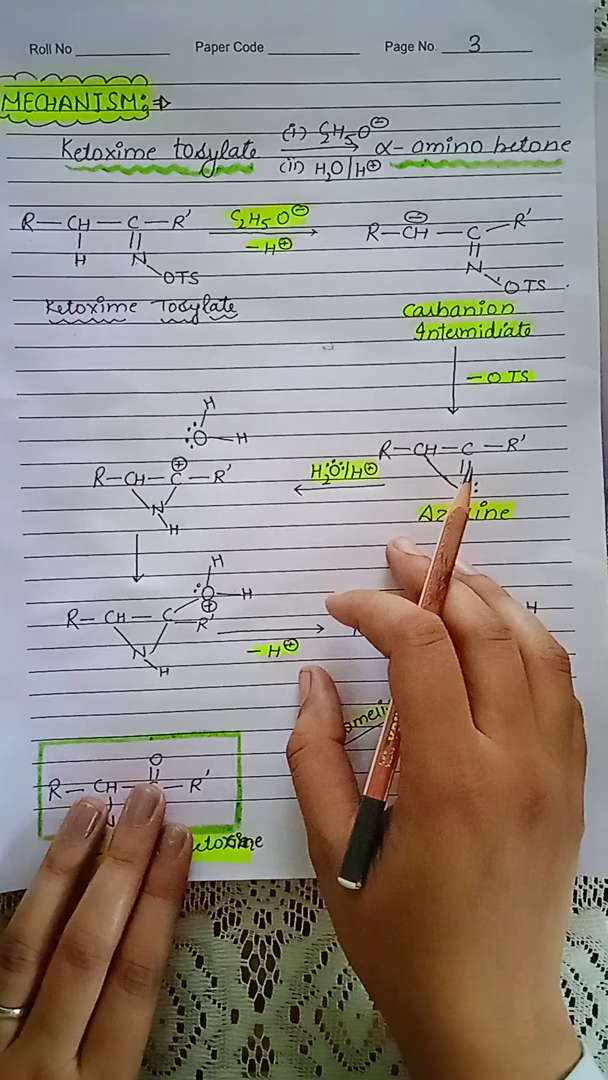 Roll No Paper Code Page No. 3
MECHANISM:⇒
Ketoxime tosylate (i) C₂H₅O⊖ (ii) H₂O/H⊕ → α-amino ketone
R—CH—C—R' C₂H₅O⊖ → R—CH—C—R'
⊖
H N −H⊕ N
OTS OTS
Ketoxime Tosylate
Carbanion
Intermidiate
−OTS
H
O—H
R—CH—C—R' H₂Ö/H⊕ ← R—CH—C—R'
⊕
N
H
H
R—CH—C—O—H
⊕
R'
N −H⊕ →
H
H
O
R—CH—C—R'